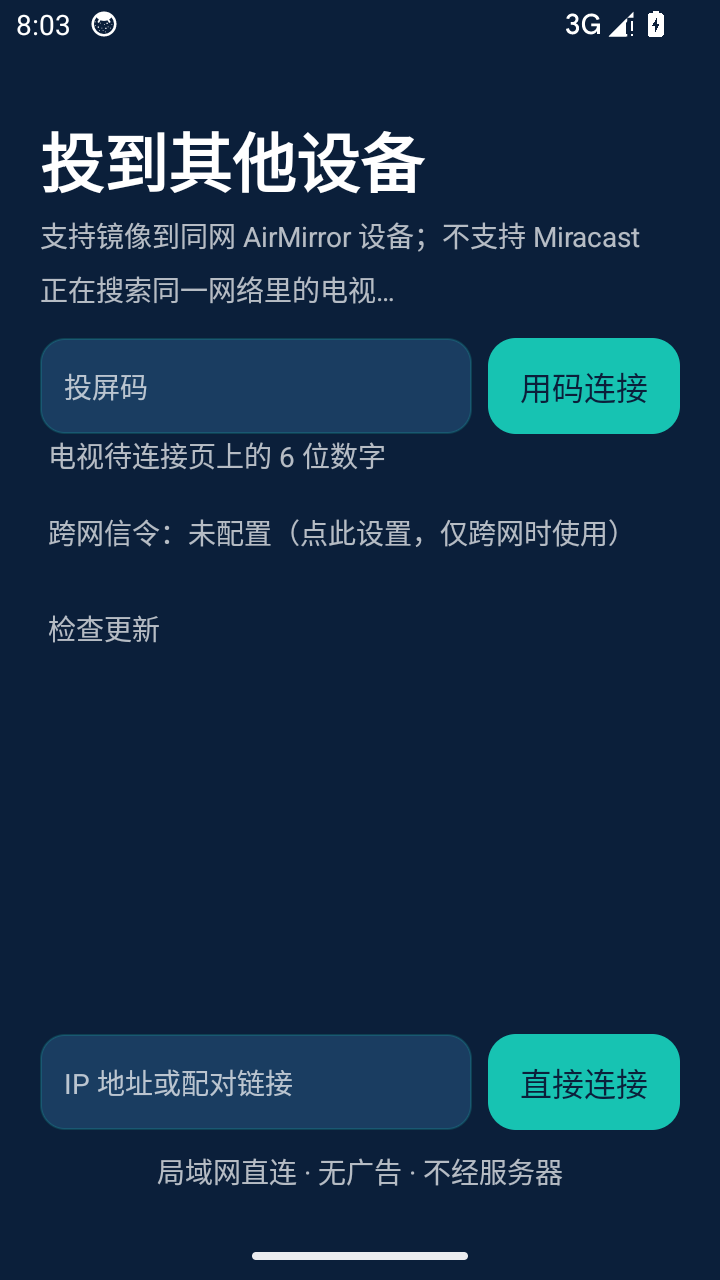 8:03
3G
投到其他设备
支持镜像到同网 AirMirror 设备；不支持 Miracast
正在搜索同一网络里的电视…
投屏码
用码连接
电视待连接页上的 6 位数字
跨网信令：未配置（点此设置，仅跨网时使用）
检查更新
IP 地址或配对链接
直接连接
局域网直连 · 无广告 · 不经服务器